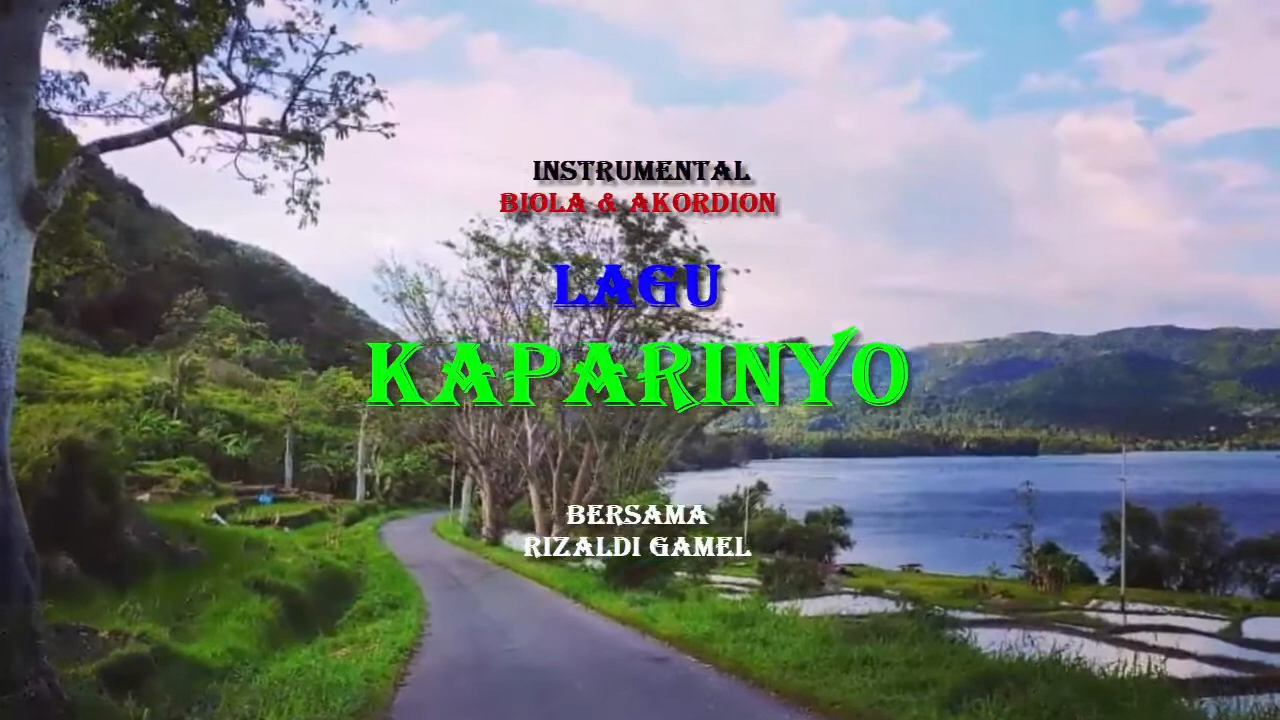 INSTRUMENTAL
BIOLA & AKORDION
LAGU
KAPARINYO
BERSAMA
RIZALDI GAMEL